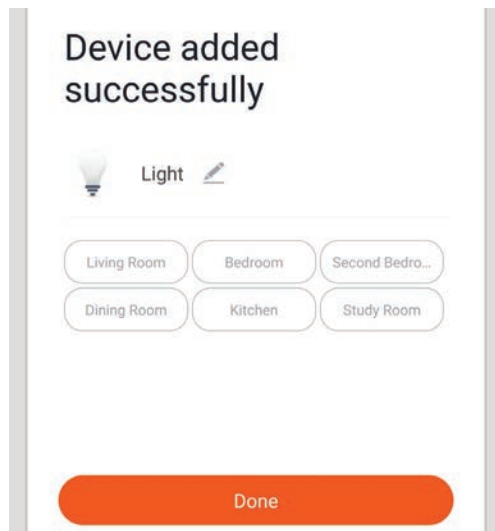 Device added
successfully
Light
Living Room Bedroom Second Bedro...
Dining Room Kitchen Study Room
Done